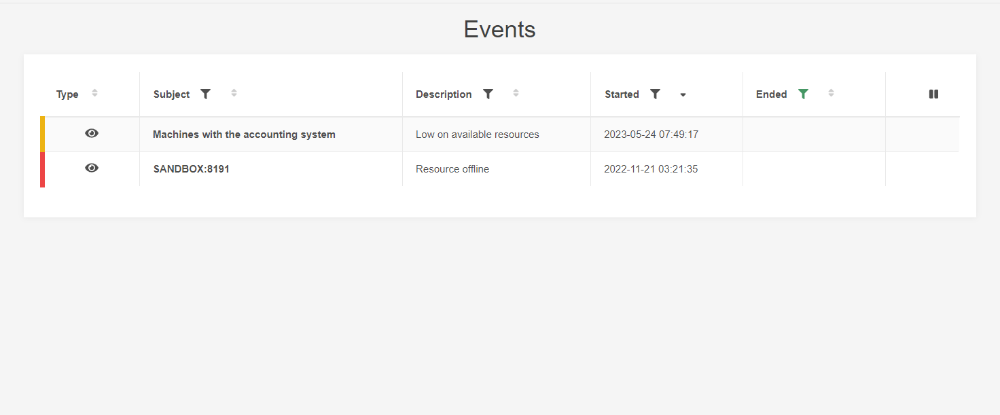 Events
Type Subject Description Started Ended
Machines with the accounting system Low on available resources 2023-05-24 07:49:17
SANDBOX:8191 Resource offline 2022-11-21 03:21:35